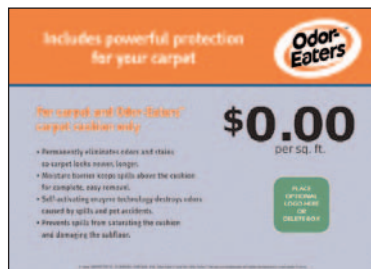 Includes powerful protection
for your carpet
Odor-
Eaters
carpet cushion only.
$0.00
per sq. ft.
• Permanently eliminates odors and stains
so carpet looks newer, longer.
• Moisture barrier keeps spills above the cushion
for complete, easy removal.
• Self-activating enzyme technology destroys odors
caused by spills and pet accidents.
• Prevents spills from saturating the cushion
and damaging the subfloor.
PLACE
OPTIONAL
LOGO HERE
OR
DELETE BOX